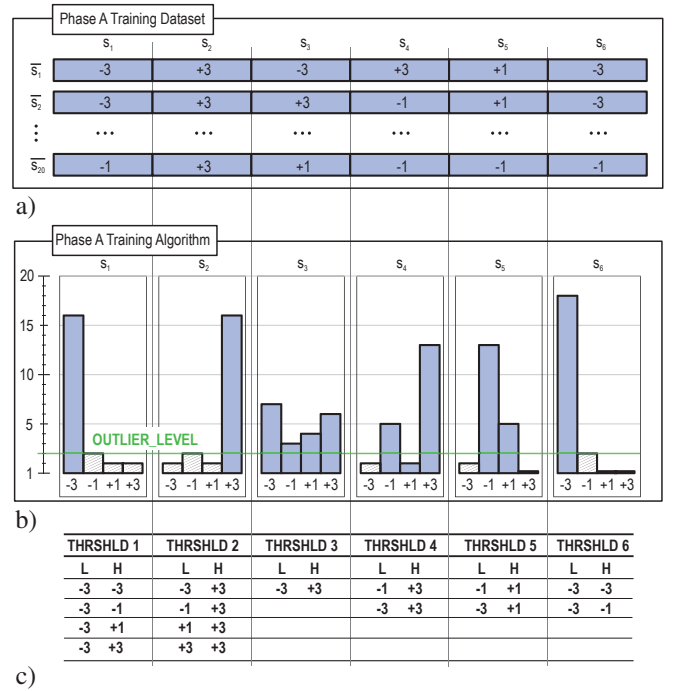 Phase A Training Dataset
s1 s2 s3 s4 s5 s6
s1 -3 +3 -3 +3 +1 -3
s2 -3 +3 +3 -1 +1 -3
⋮ ... ... ... ... ... ...
s20 -1 +3 +1 -1 -1 -1
a)
Phase A Training Algorithm
s1 s2 s3 s4 s5 s6
20
15
10
5
1
OUTLIER_LEVEL
-3 -1 +1 +3 -3 -1 +1 +3 -3 -1 +1 +3 -3 -1 +1 +3 -3 -1 +1 +3 -3 -1 +1 +3
b)
THRSHLD 1 THRSHLD 2 THRSHLD 3 THRSHLD 4 THRSHLD 5 THRSHLD 6
L H L H L H L H L H L H
-3 -3 -3 +3 -3 +3 -1 +3 -1 +1 -3 -3
-3 -1 -1 +3 -3 +3 -3 +1 -3 -1
-3 +1 +1 +3
-3 +3 +3 +3
c)